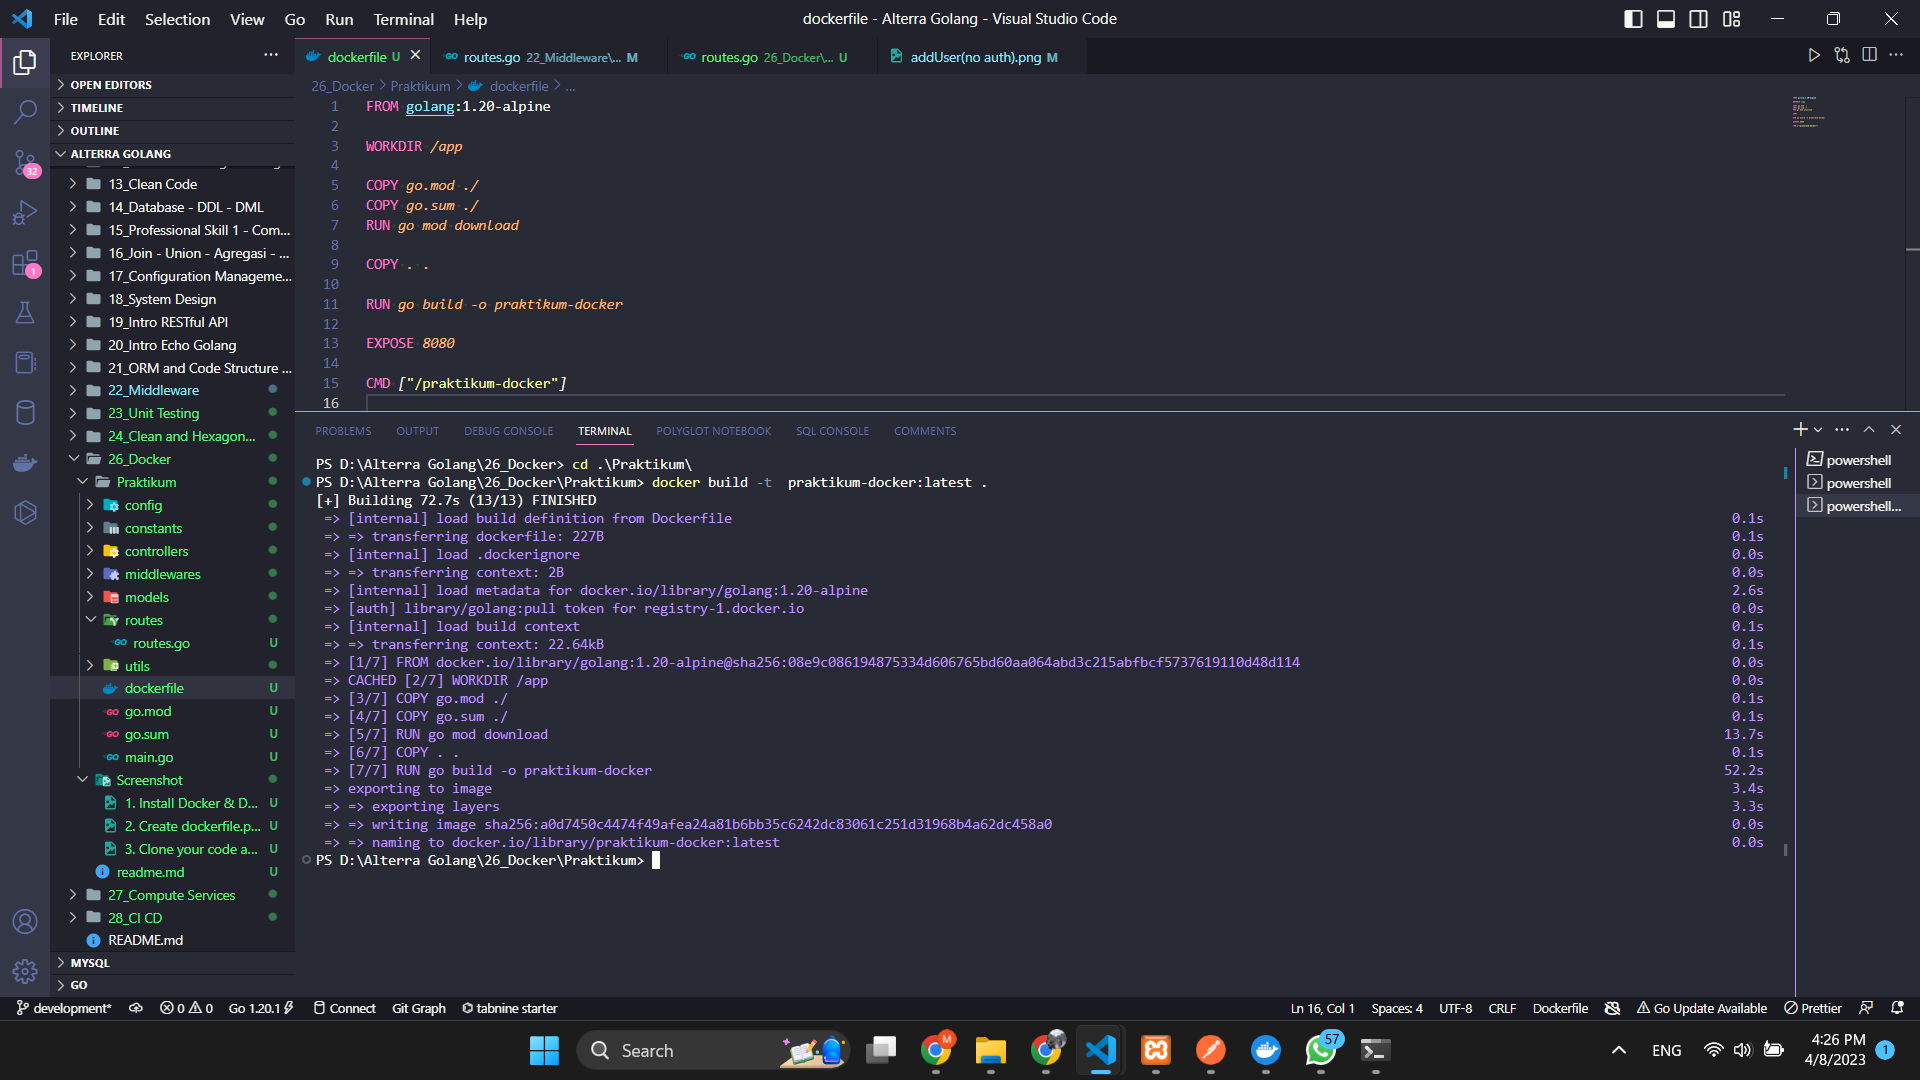 File Edit Selection View Go Run Terminal Help
dockerfile - Alterra Golang - Visual Studio Code
EXPLORER
dockerfile U
routes.go 22_Middleware\... M
routes.go 26_Docker\... U
addUser(no auth).png M
OPEN EDITORS
TIMELINE
OUTLINE
ALTERRA GOLANG
13_Clean Code
14_Database - DDL - DML
15_Professional Skill 1 - Com...
16_Join - Union - Agregasi - ...
17_Configuration Manageme...
18_System Design
19_Intro RESTful API
20_Intro Echo Golang
21_ORM and Code Structure ...
22_Middleware
23_Unit Testing
24_Clean and Hexagon...
26_Docker
Praktikum
config
constants
controllers
middlewares
models
routes
routes.go U
utils
dockerfile U
go.mod U
go.sum U
main.go U
Screenshot
1. Install Docker & D... U
2. Create dockerfile.p... U
3. Clone your code a... U
readme.md U
27_Compute Services
28_CI CD
README.md
MYSQL
GO
32
1
26_Docker > Praktikum > dockerfile > ...
1 FROM golang:1.20-alpine
2
3 WORKDIR /app
4
5 COPY go.mod ./
6 COPY go.sum ./
7 RUN go mod download
8
9 COPY . .
10
11 RUN go build -o praktikum-docker
12
13 EXPOSE 8080
14
15 CMD ["/praktikum-docker"]
16
PROBLEMS OUTPUT DEBUG CONSOLE TERMINAL POLYGLOT NOTEBOOK SQL CONSOLE COMMENTS
PS D:\Alterra Golang\26_Docker> cd .\Praktikum\
PS D:\Alterra Golang\26_Docker\Praktikum> docker build -t  praktikum-docker:latest .
[+] Building 72.7s (13/13) FINISHED
=> [internal] load build definition from Dockerfile 0.1s
=> => transferring dockerfile: 227B 0.1s
=> [internal] load .dockerignore 0.0s
=> => transferring context: 2B 0.0s
=> [internal] load metadata for docker.io/library/golang:1.20-alpine 2.6s
=> [auth] library/golang:pull token for registry-1.docker.io 0.0s
=> [internal] load build context 0.1s
=> => transferring context: 22.64kB 0.1s
=> [1/7] FROM docker.io/library/golang:1.20-alpine@sha256:08e9c086194875334d606765bd60aa064abd3c215abfbcf5737619110d48d114 0.0s
=> CACHED [2/7] WORKDIR /app 0.0s
=> [3/7] COPY go.mod ./ 0.1s
=> [4/7] COPY go.sum ./ 0.1s
=> [5/7] RUN go mod download 13.7s
=> [6/7] COPY . . 0.1s
=> [7/7] RUN go build -o praktikum-docker 52.2s
=> exporting to image 3.4s
=> => exporting layers 3.3s
=> => writing image sha256:a0d7450c4474f49afea24a81b6bb35c6242dc83061c251d31968b4a62dc458a0 0.0s
=> => naming to docker.io/library/praktikum-docker:latest 0.0s
PS D:\Alterra Golang\26_Docker\Praktikum>
powershell
powershell
powershell...
development* 0 0 Go 1.20.1 Connect Git Graph tabnine starter
Ln 16, Col 1 Spaces: 4 UTF-8 CRLF Dockerfile Go Update Available Prettier
Search
M
57
ENG
4:26 PM
4/8/2023
1